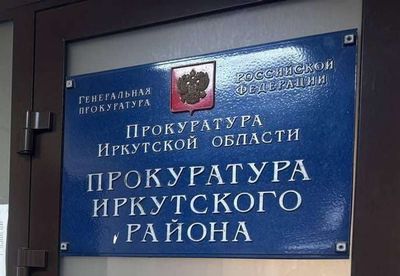 Генеральная Российской
прокуратура Федерации
Прокуратура
Иркутской области
Прокуратура
Иркутского
района